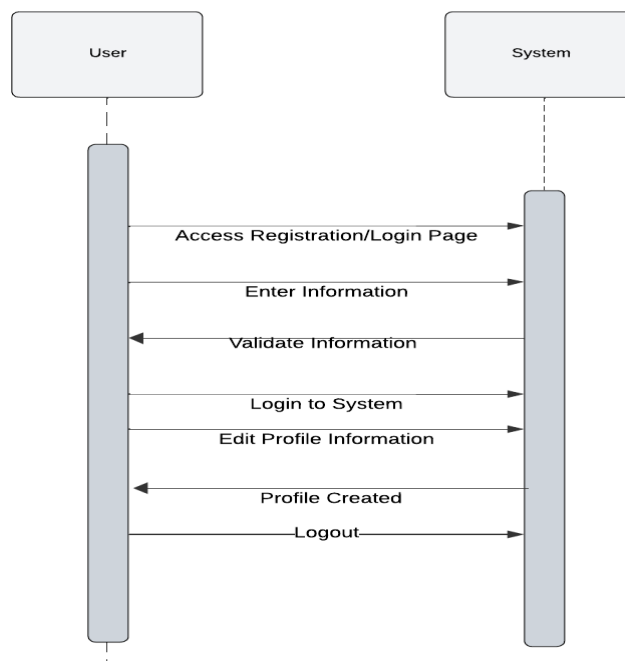 User
System
Access Registration/Login Page
Enter Information
Validate Information
Login to System
Edit Profile Information
Profile Created
Logout